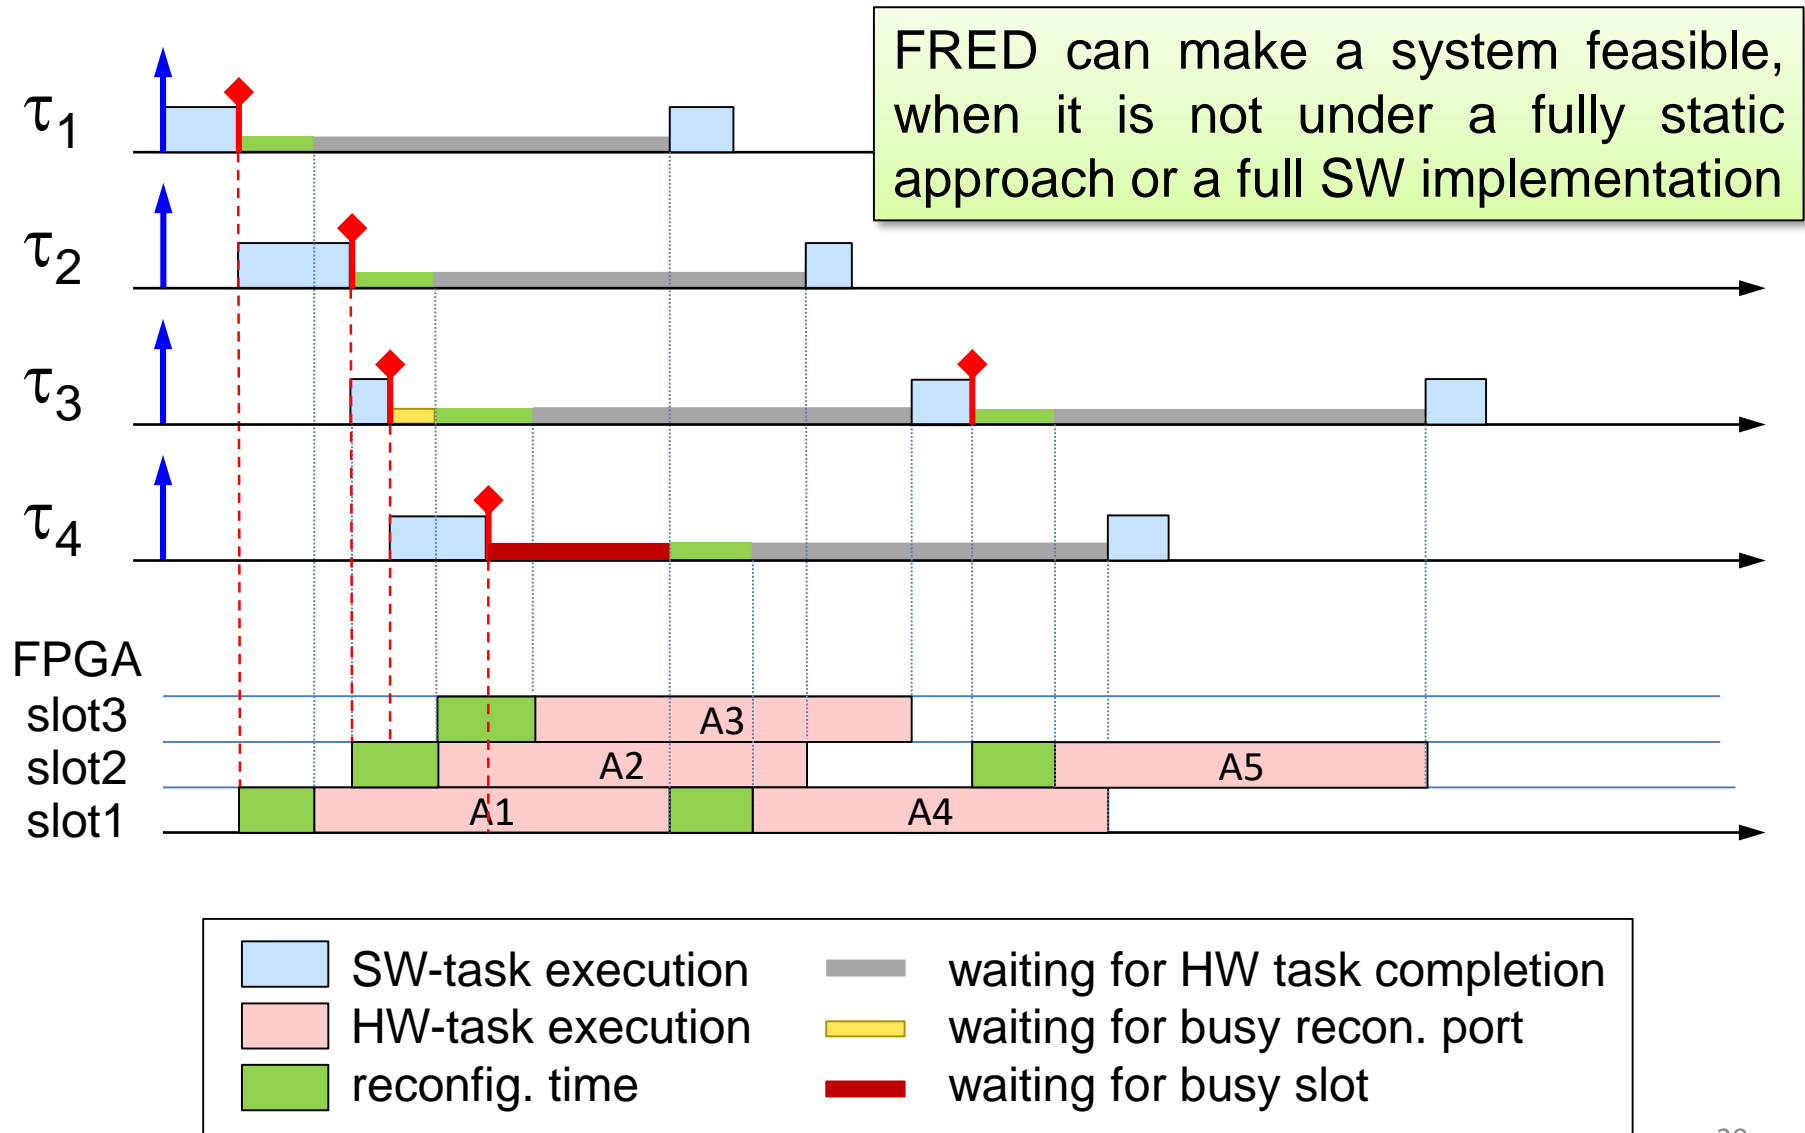 FRED can make a system feasible,
when it is not under a fully static
approach or a full SW implementation
τ1
τ2
τ3
τ4
FPGA
slot3
A3
slot2
A2
A5
slot1
A1
A4
SW-task execution
waiting for HW task completion
HW-task execution
waiting for busy recon. port
reconfig. time
waiting for busy slot